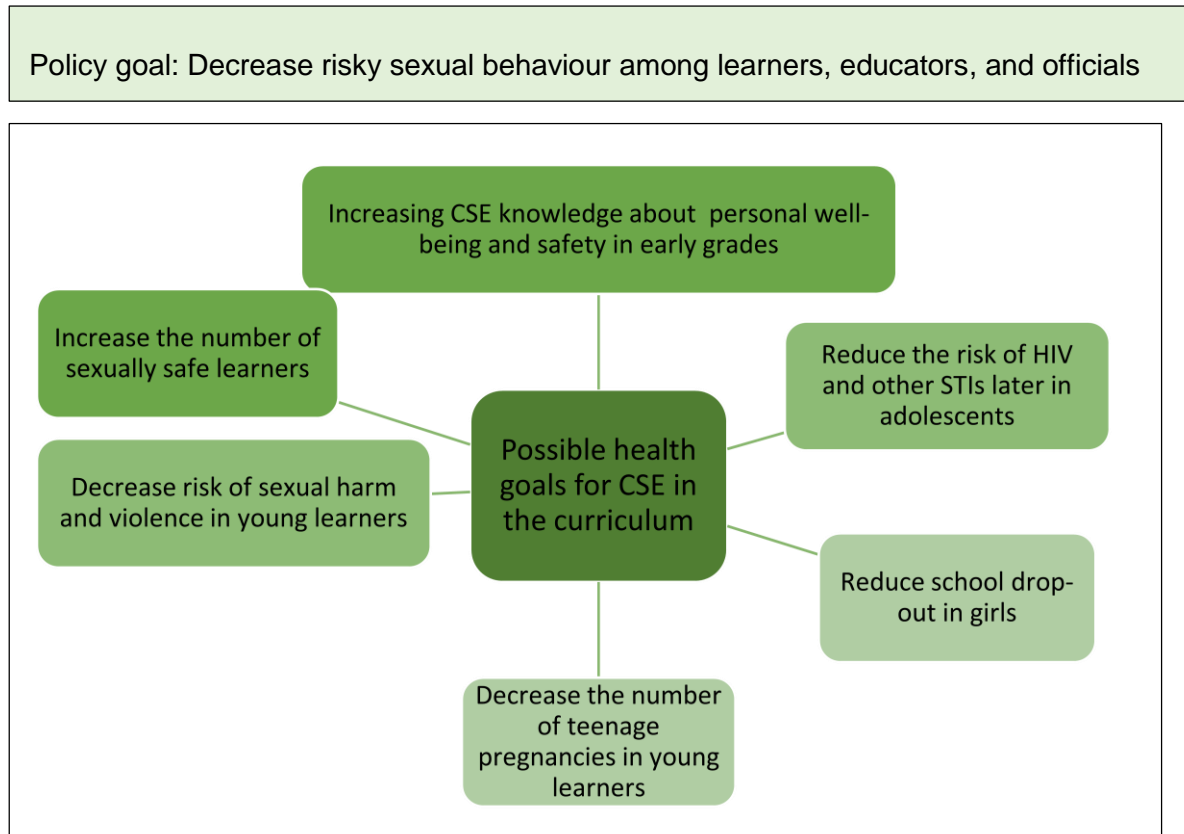 Policy goal: Decrease risky sexual behaviour among learners, educators, and officials
Increasing CSE knowledge about  personal well-
being and safety in early grades
Increase the number of
sexually safe learners
Reduce the risk of HIV
and other STIs later in
adolescents
Possible health
goals for CSE in
the curriculum
Decrease risk of sexual harm
and violence in young learners
Reduce school drop-
out in girls
Decrease the number
of teenage
pregnancies in young
learners